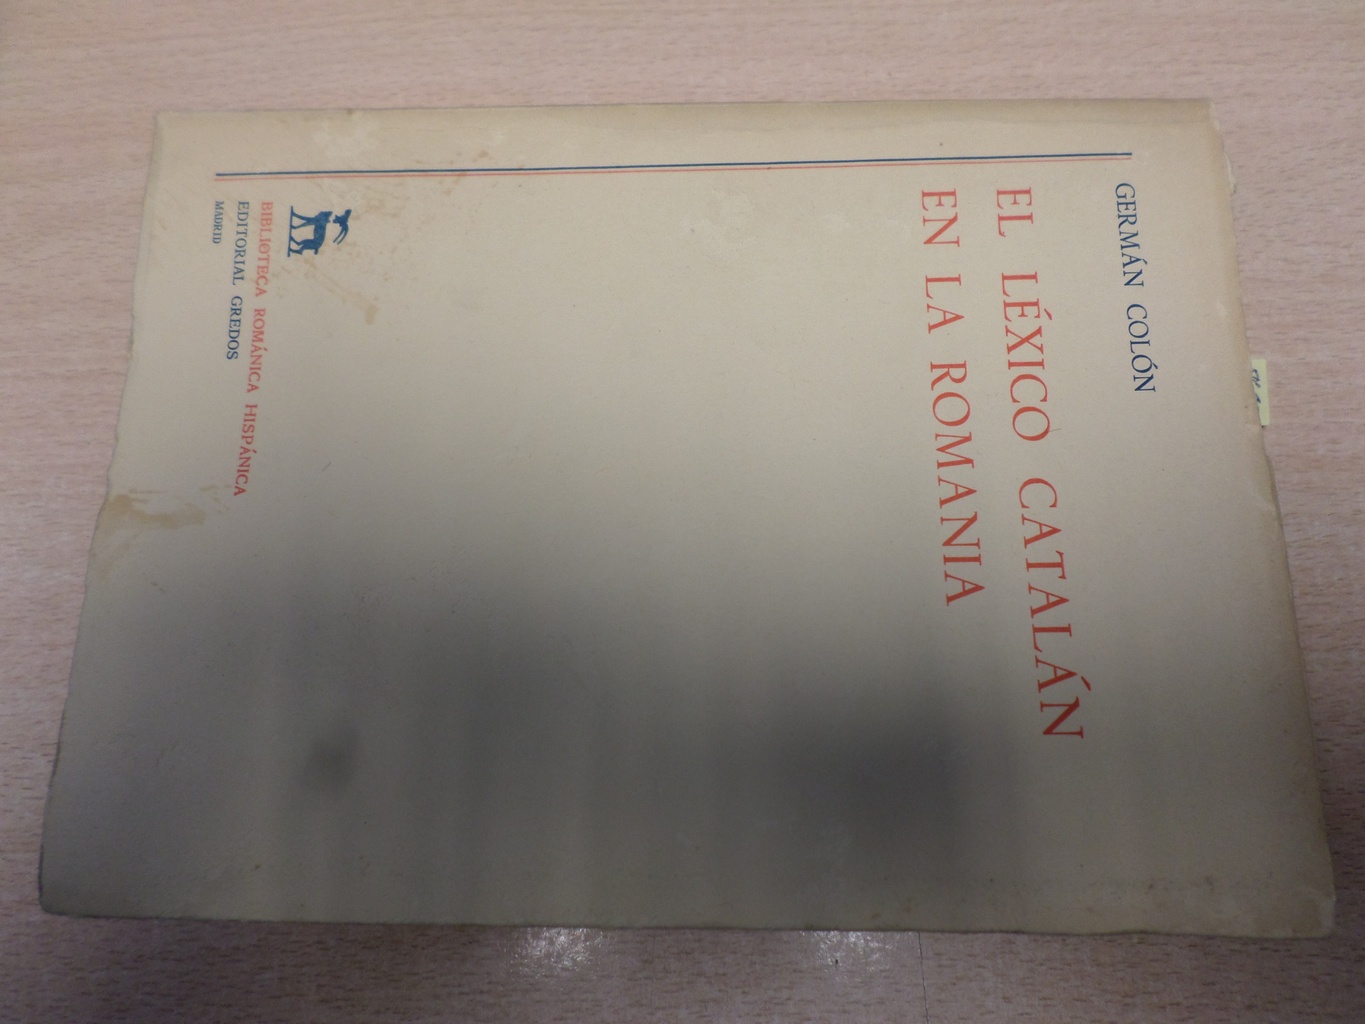 GERMÁN COLÓN
EL LÉXICO CATALÁN
EN LA ROMANIA
BIBLIOTECA ROMÁNICA HISPÁNICA
EDITORIAL GREDOS
MADRID